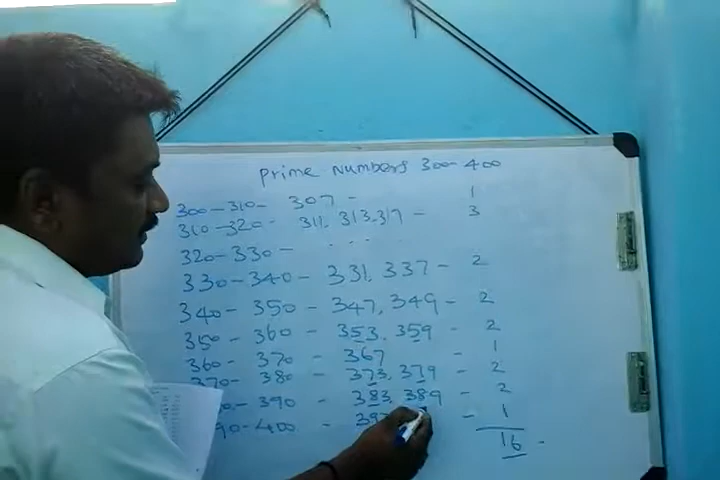 Prime Numbers 300-400
300-310- 307 - 1
310-320- 311, 313, 317 - 3
320-330- . . . .
330-340- 331, 337 - 2
340-350 - 347, 349 - 2
350-360 - 353, 359 - 2
360- 370 - 367 - 1
370- 380 - 373, 379 - 2
0- 390 - 383, 389 - 2
90-400 - - 1
16 -